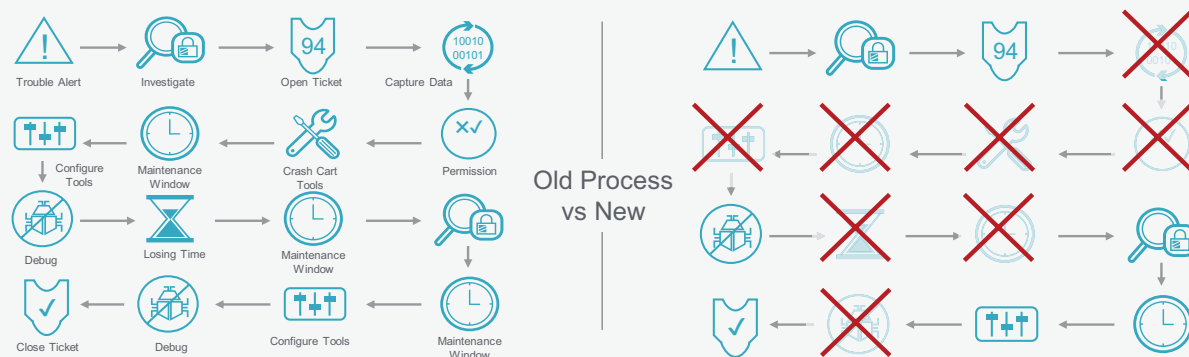 94
10010
00101
Trouble Alert
Investigate
Open Ticket
Capture Data
Configure
Tools
Maintenance
Window
Crash Cart
Tools
Permission
Debug
Losing Time
Maintenance
Window
Close Ticket
Debug
Configure Tools
Maintenance
Window
Old Process
vs New
94